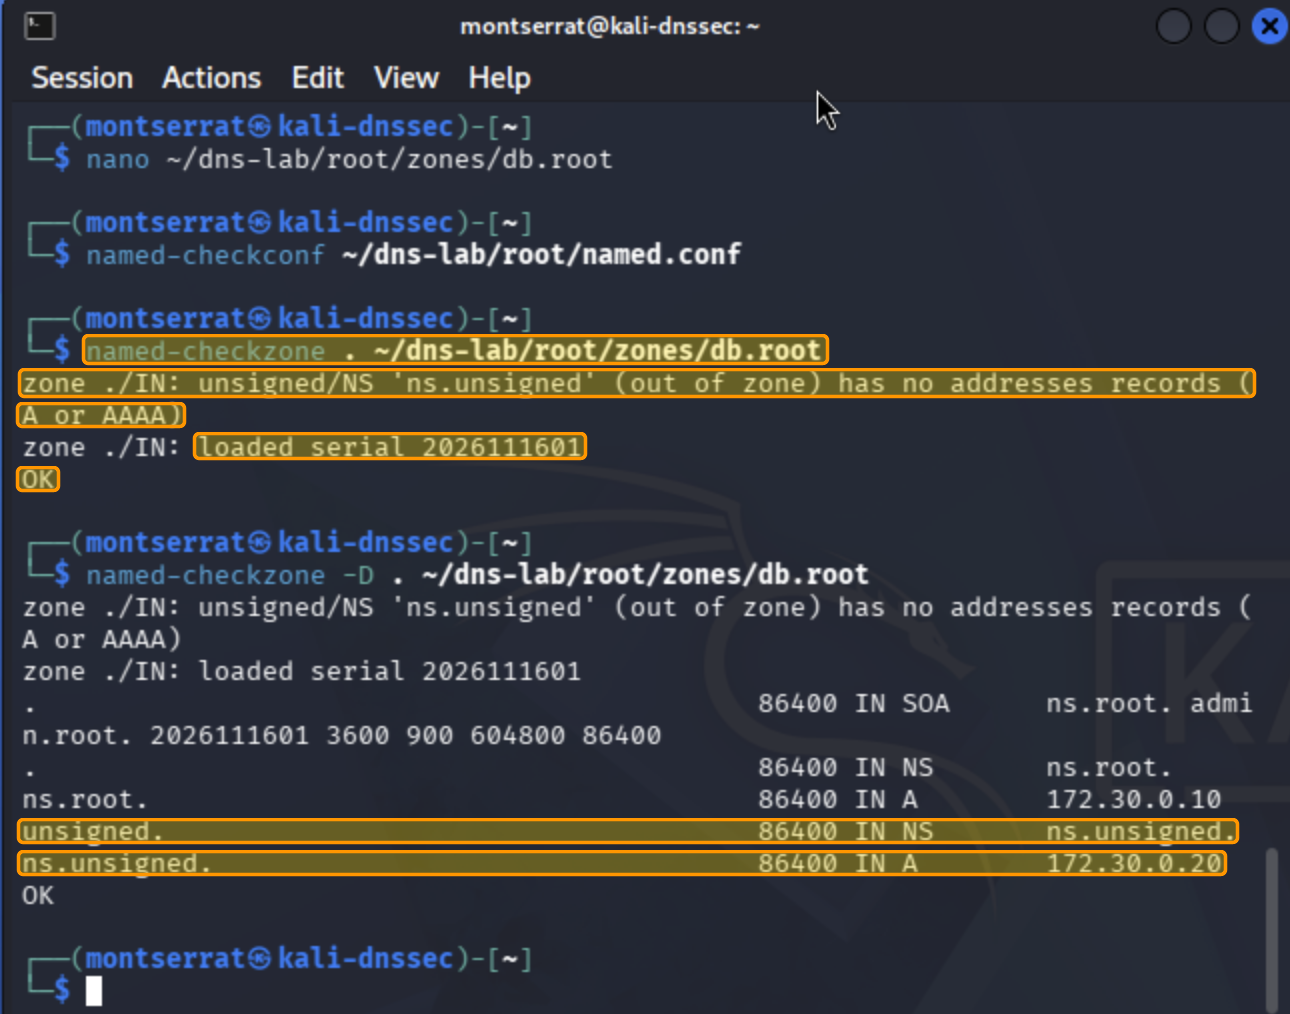 montserrat@kali-dnssec: ~
Session Actions Edit View Help
┌──(montserrat㉿kali-dnssec)-[~]
└─$ nano ~/dns-lab/root/zones/db.root
┌──(montserrat㉿kali-dnssec)-[~]
└─$ named-checkconf ~/dns-lab/root/named.conf
┌──(montserrat㉿kali-dnssec)-[~]
└─$ named-checkzone . ~/dns-lab/root/zones/db.root
zone ./IN: unsigned/NS 'ns.unsigned' (out of zone) has no addresses records (
A or AAAA)
zone ./IN: loaded serial 2026111601
OK
┌──(montserrat㉿kali-dnssec)-[~]
└─$ named-checkzone -D . ~/dns-lab/root/zones/db.root
zone ./IN: unsigned/NS 'ns.unsigned' (out of zone) has no addresses records (
A or AAAA)
zone ./IN: loaded serial 2026111601
. 86400 IN SOA ns.root. admi
n.root. 2026111601 3600 900 604800 86400
. 86400 IN NS ns.root.
ns.root. 86400 IN A 172.30.0.10
unsigned. 86400 IN NS ns.unsigned.
ns.unsigned. 86400 IN A 172.30.0.20
OK
┌──(montserrat㉿kali-dnssec)-[~]
└─$